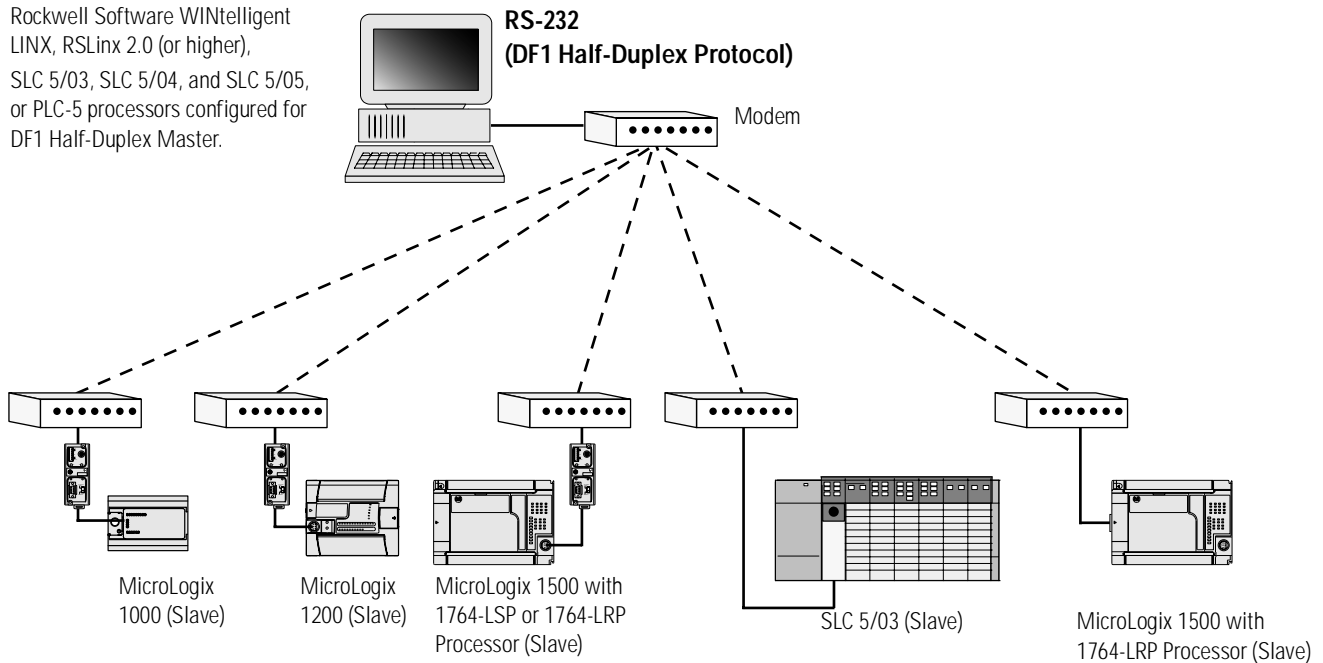 Rockwell Software WINtelligent
LINX, RSLinx 2.0 (or higher),
SLC 5/03, SLC 5/04, and SLC 5/05,
or PLC-5 processors configured for
DF1 Half-Duplex Master.
RS-232
(DF1 Half-Duplex Protocol)
Modem
MicroLogix
1000 (Slave)
MicroLogix
1200 (Slave)
MicroLogix 1500 with
1764-LSP or 1764-LRP
Processor (Slave)
SLC 5/03 (Slave)
MicroLogix 1500 with
1764-LRP Processor (Slave)